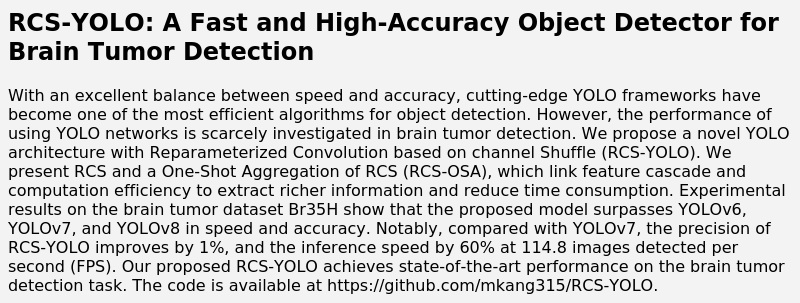 RCS-YOLO: A Fast and High-Accuracy Object Detector for
Brain Tumor Detection
With an excellent balance between speed and accuracy, cutting-edge YOLO frameworks have
become one of the most efficient algorithms for object detection. However, the performance of
using YOLO networks is scarcely investigated in brain tumor detection. We propose a novel YOLO
architecture with Reparameterized Convolution based on channel Shuffle (RCS-YOLO). We
present RCS and a One-Shot Aggregation of RCS (RCS-OSA), which link feature cascade and
computation efficiency to extract richer information and reduce time consumption. Experimental
results on the brain tumor dataset Br35H show that the proposed model surpasses YOLOv6,
YOLOv7, and YOLOv8 in speed and accuracy. Notably, compared with YOLOv7, the precision of
RCS-YOLO improves by 1%, and the inference speed by 60% at 114.8 images detected per
second (FPS). Our proposed RCS-YOLO achieves state-of-the-art performance on the brain tumor
detection task. The code is available at https://github.com/mkang315/RCS-YOLO.